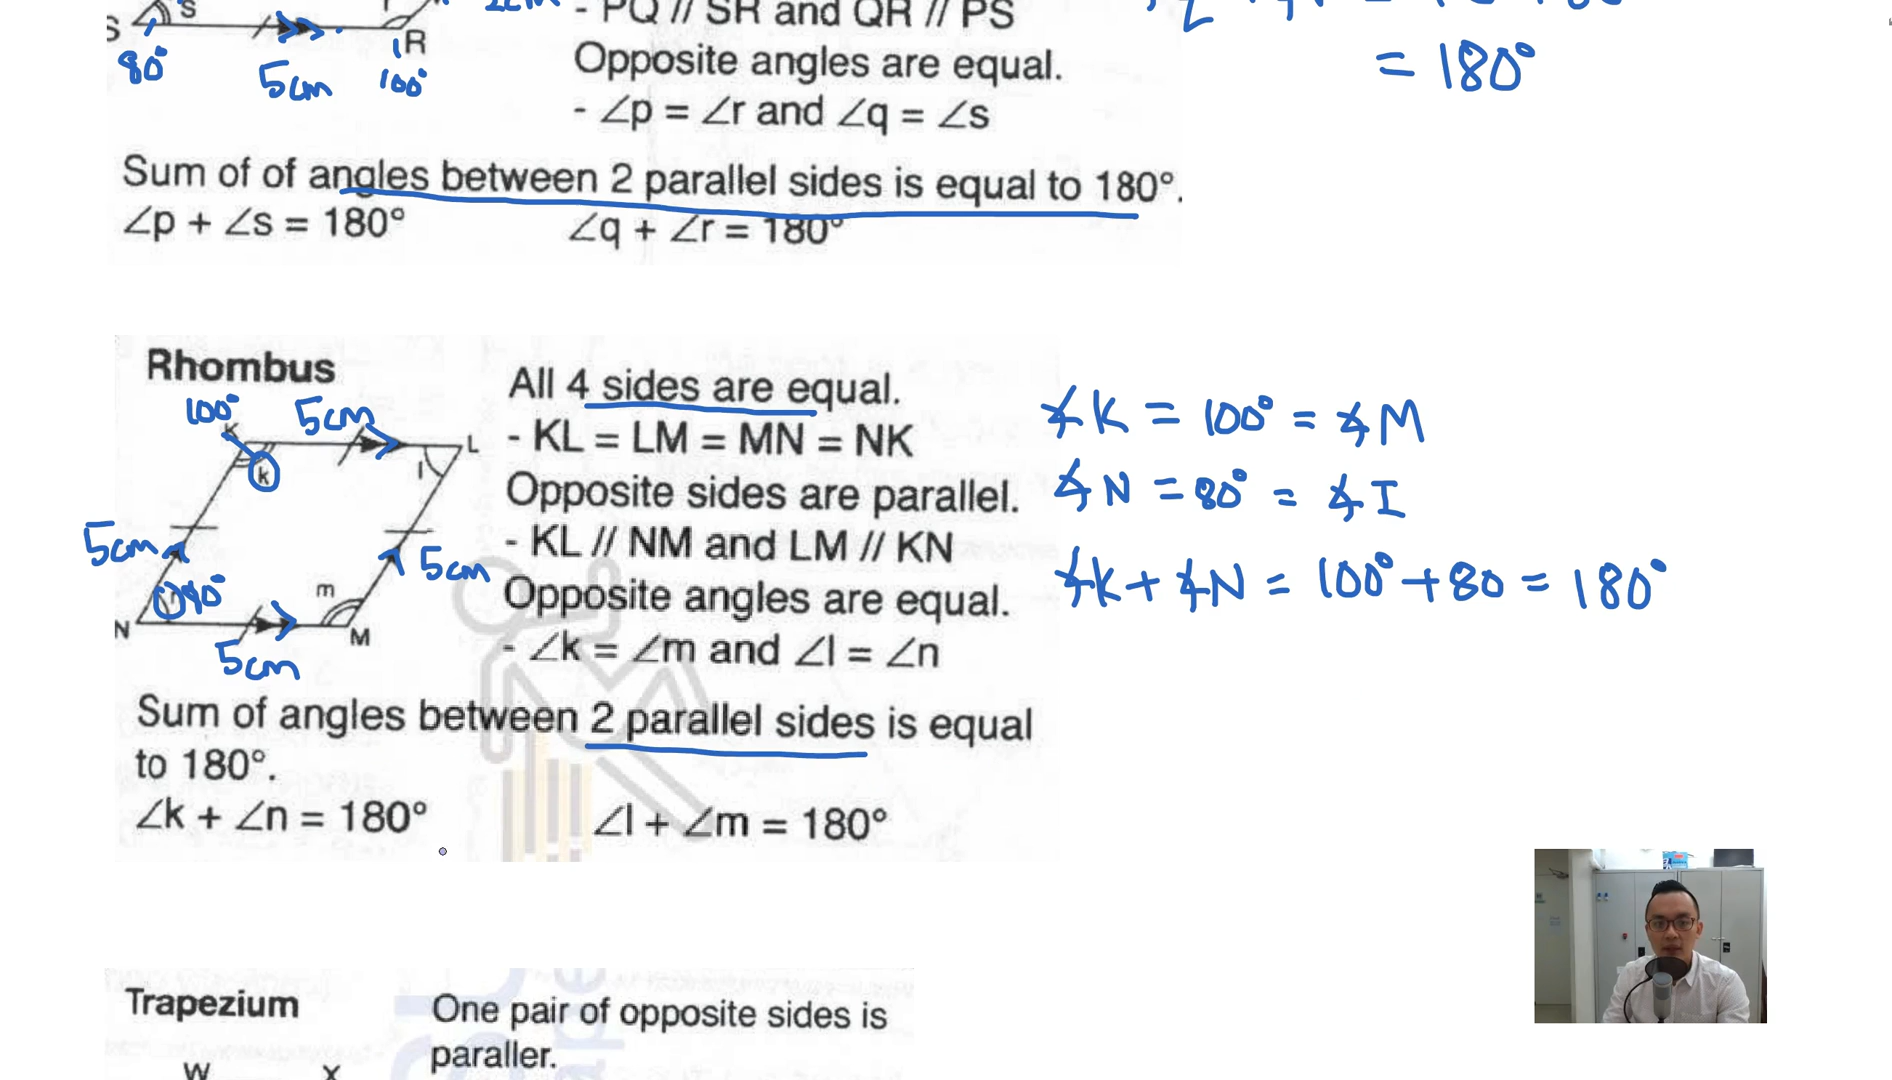 S
s
R
80°
5cm
100°
- PQ // SR and QR // PS
= 180°
Opposite angles are equal.
- ∠p = ∠r and ∠q = ∠s
Sum of of angles between 2 parallel sides is equal to 180°.
∠p + ∠s = 180°
∠q + ∠r = 180°
Rhombus
100°
5cm
K
L
k
l
5cm
5cm
n
80°
m
N
M
5cm
All 4 sides are equal.
- KL = LM = MN = NK
Opposite sides are parallel.
- KL // NM and LM // KN
Opposite angles are equal.
- ∠k = ∠m and ∠l = ∠n
∡K = 100° = ∡M
∡N = 80° = ∡I
∡K + ∡N = 100° + 80 = 180°
Sum of angles between 2 parallel sides is equal
to 180°.
∠k + ∠n = 180°
∠l + ∠m = 180°
Trapezium
W
X
One pair of opposite sides is
paraller.